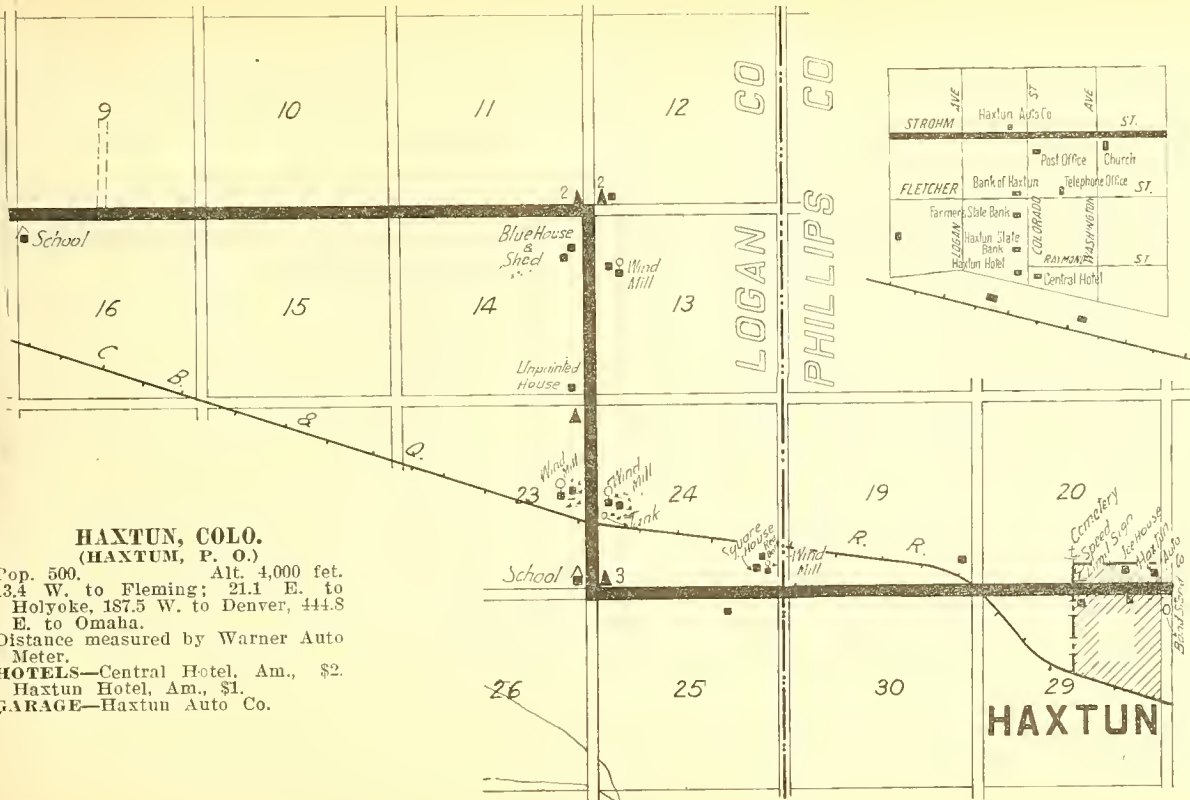 9
10
11
12
LOGAN CO
PHILLIPS CO
2
2
School
Blue House
&
Shed
Wind
Mill
16
15
14
13
Unpainted
House
C B. & Q. R. R.
Wind
Mill
23
Wind
Mill
Tank
24
19
20
Square
House
Wind
Mill
School
3
Cemetery
Speed
Limit Sign
Ice House
Haxtun
Auto
Co
Band Stand
26
25
30
29
HAXTUN
STROHM
AVE
Haxtun Auto Co
ST
AVE
ST.
Post Office
Church
FLETCHER
Bank of Haxtun
Telephone Office
ST.
Farmers State Bank
LOGAN
Haxtun State
Bank
COLORADO
WASHINGTON
Haxtun Hotel
RAYMOND
ST
Central Hotel
HAXTUN, COLO.
(HAXTUM, P. O.)
Pop. 500. Alt. 4,000 fet.
13.4 W. to Fleming; 21.1 E. to
Holyoke, 187.5 W. to Denver, 444.8
E. to Omaha.
Distance measured by Warner Auto
Meter.
HOTELS—Central Hotel, Am., $2.
Haxtun Hotel, Am., $1.
GARAGE—Haxtun Auto Co.